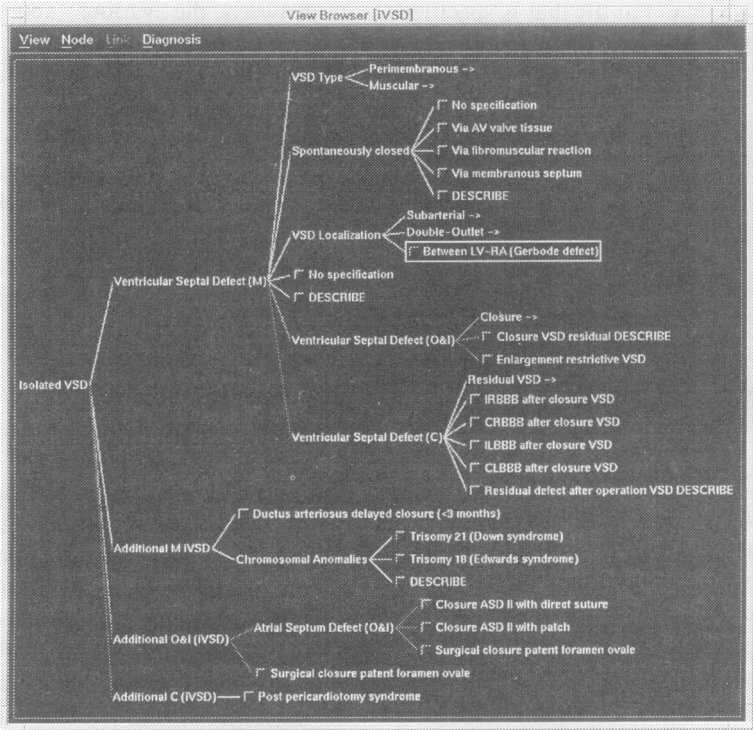 View Browser [iVSD]
View Node Link Diagnosis
VSD Type
Perimembranous ->
Muscular ->
Spontaneously closed
No specification
Via AV valve tissue
Via fibromuscular reaction
Via membranous septum
DESCRIBE
VSD Localization
Subarterial ->
Double-Outlet ->
Between LV-RA (Gerbode defect)
Ventricular Septal Defect (M)
No specification
DESCRIBE
Ventricular Septal Defect (O&I)
Closure ->
Closure VSD residual DESCRIBE
Enlargement restrictive VSD
Isolated VSD
Ventricular Septal Defect (C)
Residual VSD ->
IRBBB after closure VSD
CRBBB after closure VSD
ILBBB after closure VSD
CLBBB after closure VSD
Residual defect after operation VSD DESCRIBE
Additional M iVSD
Ductus arteriosus delayed closure (<3 months)
Chromosomal Anomalies
Trisomy 21 (Down syndrome)
Trisomy 18 (Edwards syndrome)
DESCRIBE
Additional O&I (iVSD)
Atrial Septum Defect (O&I)
Closure ASD II with direct suture
Closure ASD II with patch
Surgical closure patent foramen ovale
Surgical closure patent foramen ovale
Additional C (iVSD)
Post pericardiotomy syndrome